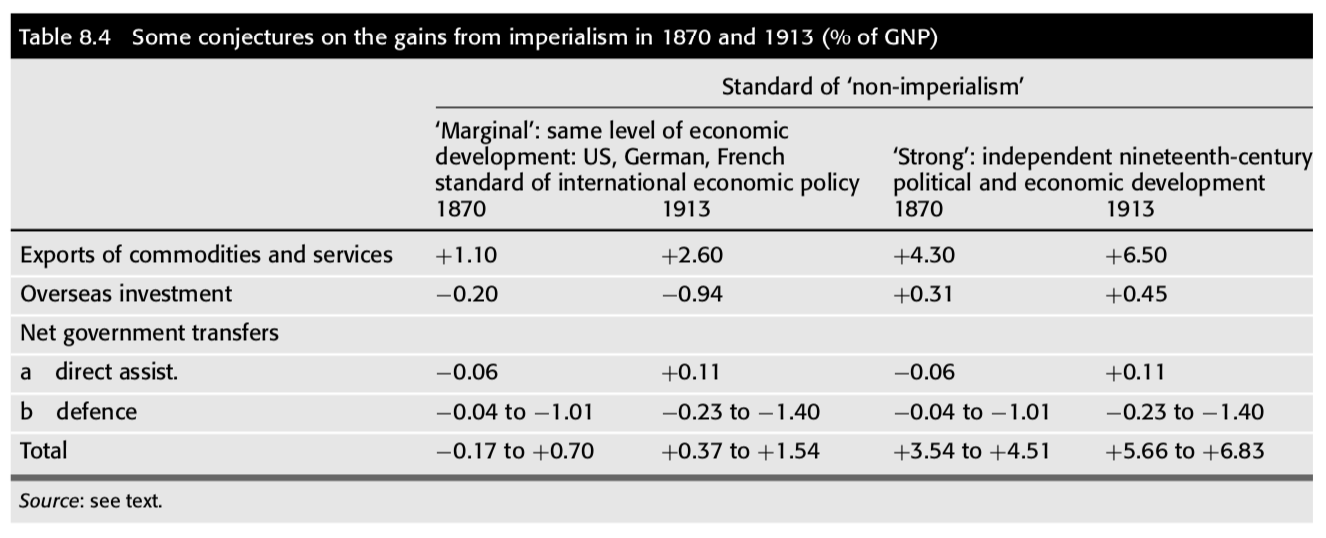 Table 8.4 Some conjectures on the gains from imperialism in 1870 and 1913 (% of GNP)
Standard of ‘non-imperialism’
‘Marginal’: same level of economic
development: US, German, French
standard of international economic policy
‘Strong’: independent nineteenth-century
political and economic development
1870 1913 1870 1913
Exports of commodities and services +1.10 +2.60 +4.30 +6.50
Overseas investment −0.20 −0.94 +0.31 +0.45
Net government transfers
a direct assist. −0.06 +0.11 −0.06 +0.11
b defence −0.04 to −1.01 −0.23 to −1.40 −0.04 to −1.01 −0.23 to −1.40
Total −0.17 to +0.70 +0.37 to +1.54 +3.54 to +4.51 +5.66 to +6.83
Source: see text.